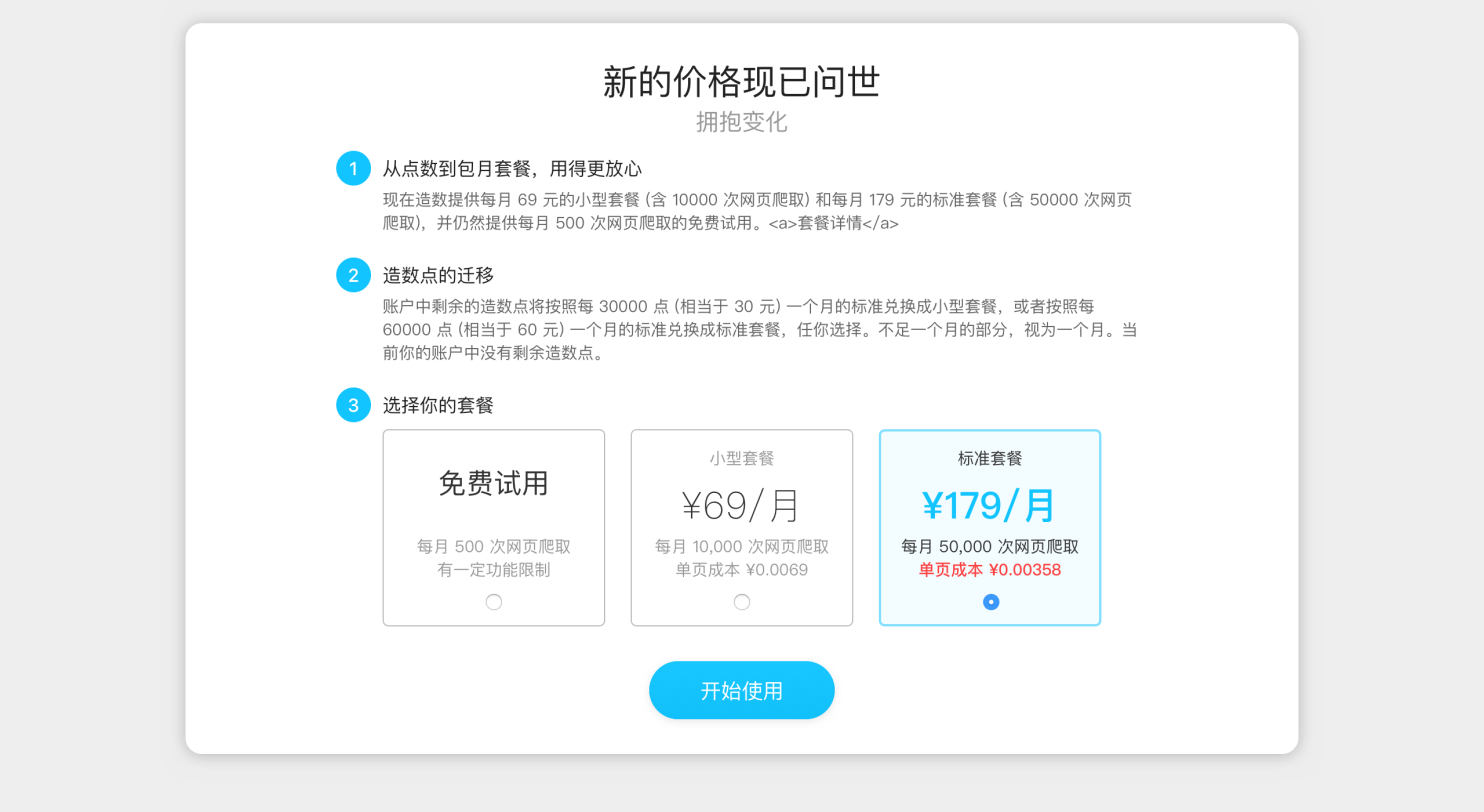 新的价格现已问世
拥抱变化
1 从点数到包月套餐，用得更放心
现在造数提供每月 69 元的小型套餐 (含 10000 次网页爬取) 和每月 179 元的标准套餐 (含 50000 次网页
爬取)，并仍然提供每月 500 次网页爬取的免费试用。<a>套餐详情</a>
2 造数点的迁移
账户中剩余的造数点将按照每 30000 点 (相当于 30 元) 一个月的标准兑换成小型套餐，或者按照每
60000 点 (相当于 60 元) 一个月的标准兑换成标准套餐，任你选择。不足一个月的部分，视为一个月。当
前你的账户中没有剩余造数点。
3 选择你的套餐
免费试用
每月 500 次网页爬取
有一定功能限制
小型套餐
¥69/月
每月 10,000 次网页爬取
单页成本 ¥0.0069
标准套餐
¥179/月
每月 50,000 次网页爬取
单页成本 ¥0.00358
开始使用